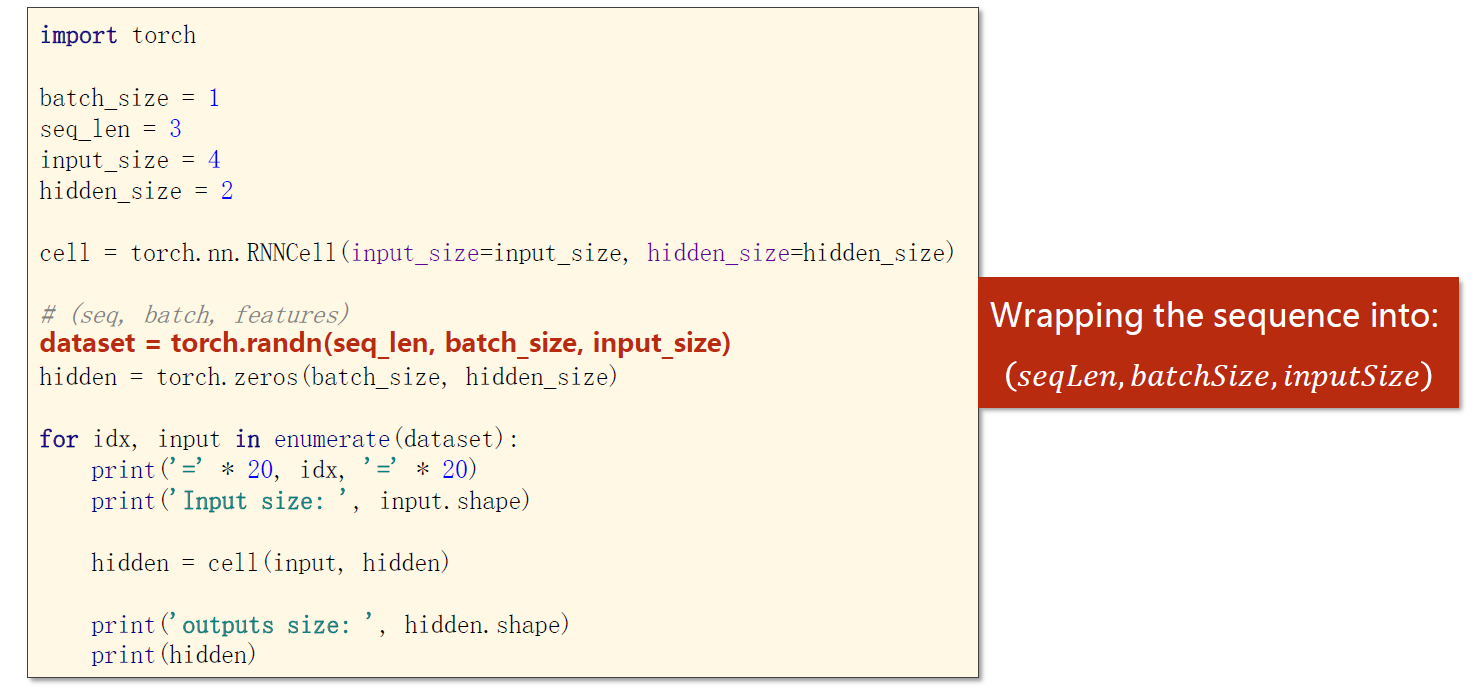 import torch
batch_size = 1
seq_len = 3
input_size = 4
hidden_size = 2
cell = torch.nn.RNNCell(input_size=input_size, hidden_size=hidden_size)
# (seq, batch, features)
dataset = torch.randn(seq_len, batch_size, input_size)
hidden = torch.zeros(batch_size, hidden_size)
for idx, input in enumerate(dataset):
    print('=' * 20, idx, '=' * 20)
    print('Input size: ', input.shape)
    hidden = cell(input, hidden)
    print('outputs size: ', hidden.shape)
    print(hidden)
Wrapping the sequence into:
(seqLen, batchSize, inputSize)